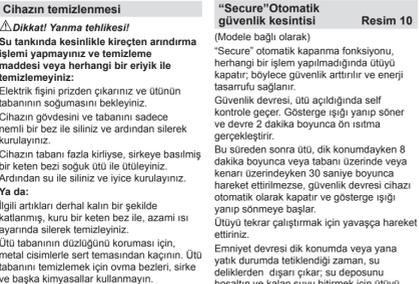 Cihazın temizlenmesi
⚠Dikkat! Yanma tehlikesi!
Su tankında kesinlikle kireçten arındırma
işlemi yapmayınız ve temizleme
maddesi veya herhangi bir eriyik ile
temizlemeyiniz:
Elektrik fişini prizden çıkarınız ve ütünün
tabanının soğumasını bekleyiniz.
Cihazın gövdesini ve tabanını sadece
nemli bir bez ile siliniz ve ardından silerek
kurulayınız.
Cihazın tabanı fazla kirliyse, sirkeye basılmış
bir keten bezi soğuk ütü ile ütüleyiniz.
Ardından su ile siliniz ve iyice kurulayınız.
Ya da:
İlgili artıkları derhal kalın bir şekilde
katlanmış, kuru bir keten bez ile, azami ısı
ayarında silerek temizleyiniz.
Ütü tabanının düzlüğünü koruması için,
metal cisimlerle sert temasından kaçının. Ütü
tabanını temizlemek için ovma bezleri, sirke
ve başka kimyasallar kullanmayın.
“Secure”Otomatik
güvenlik kesintisi Resim 10
(Modele bağlı olarak)
“Secure” otomatik kapanma fonksiyonu,
herhangi bir işlem yapılmadığında ütüyü
kapatır; böylece güvenlik arttırılır ve enerji
tasarrufu sağlanır.
Güvenlik devresi, ütü açıldığında self
kontrole geçer. Gösterge ışığı yanıp söner
ve devre 2 dakika boyunca ön ısıtma
gerçekleştirir.
Bu süreden sonra ütü, dik konumdayken 8
dakika boyunca veya tabanı üzerinde veya
kenarı üzerindeyken 30 saniye boyunca
hareket ettirilmezse, güvenlik devresi cihazı
otomatik olarak kapatır ve gösterge ışığı
yanıp sönmeye başlar.
Ütüyü tekrar çalıştırmak için yavaşça hareket
ettiriniz.
Emniyet devresi dik konumda veya yana
yatık durumda tetiklendiği zaman, su
deliklerden dışarı çıkar; su deposunu
boşaltın ve kalan suyu bitirmek için ütüyü